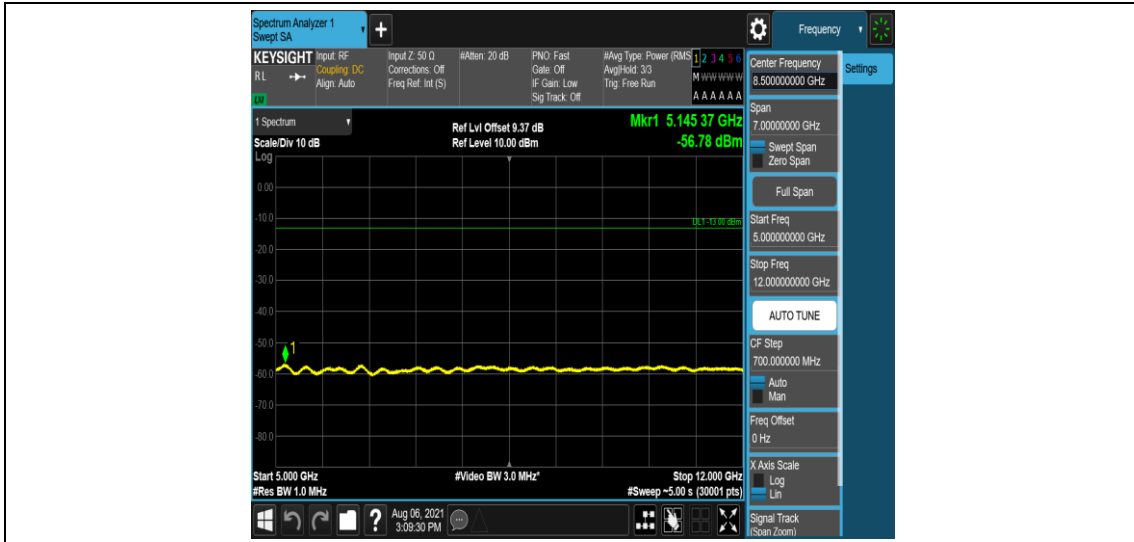 Spectrum Analyzer 1
Swept SA
+
Frequency
KEYSIGHT
RL
LXI
Input: RF
Coupling: DC
Align: Auto
Input Z: 50 Ω
Corrections: Off
Freq Ref: Int (S)
#Atten: 20 dB
PNO: Fast
Gate: Off
IF Gain: Low
Sig Track: Off
#Avg Type: Power (RMS
Avg|Hold: 3/3
Trig: Free Run
1 2 3 4 5 6
M W W W W W
A A A A A A
1 Spectrum
Scale/Div 10 dB
Log
Ref Lvl Offset 9.37 dB
Ref Level 10.00 dBm
Mkr1 5.145 37 GHz
-56.78 dBm
0.00
-10.0
DL1 -13.00 dBm
-20.0
-30.0
-40.0
-50.0
1
-60.0
-70.0
-80.0
Start 5.000 GHz
#Res BW 1.0 MHz
#Video BW 3.0 MHz*
Stop 12.000 GHz
#Sweep ~5.00 s (30001 pts)
?
Aug 06, 2021
3:09:30 PM
Center Frequency
8.500000000 GHz
Settings
Span
7.00000000 GHz
Swept Span
Zero Span
Full Span
Start Freq
5.000000000 GHz
Stop Freq
12.000000000 GHz
AUTO TUNE
CF Step
700.000000 MHz
Auto
Man
Freq Offset
0 Hz
X Axis Scale
Log
Lin
Signal Track
(Span Zoom)